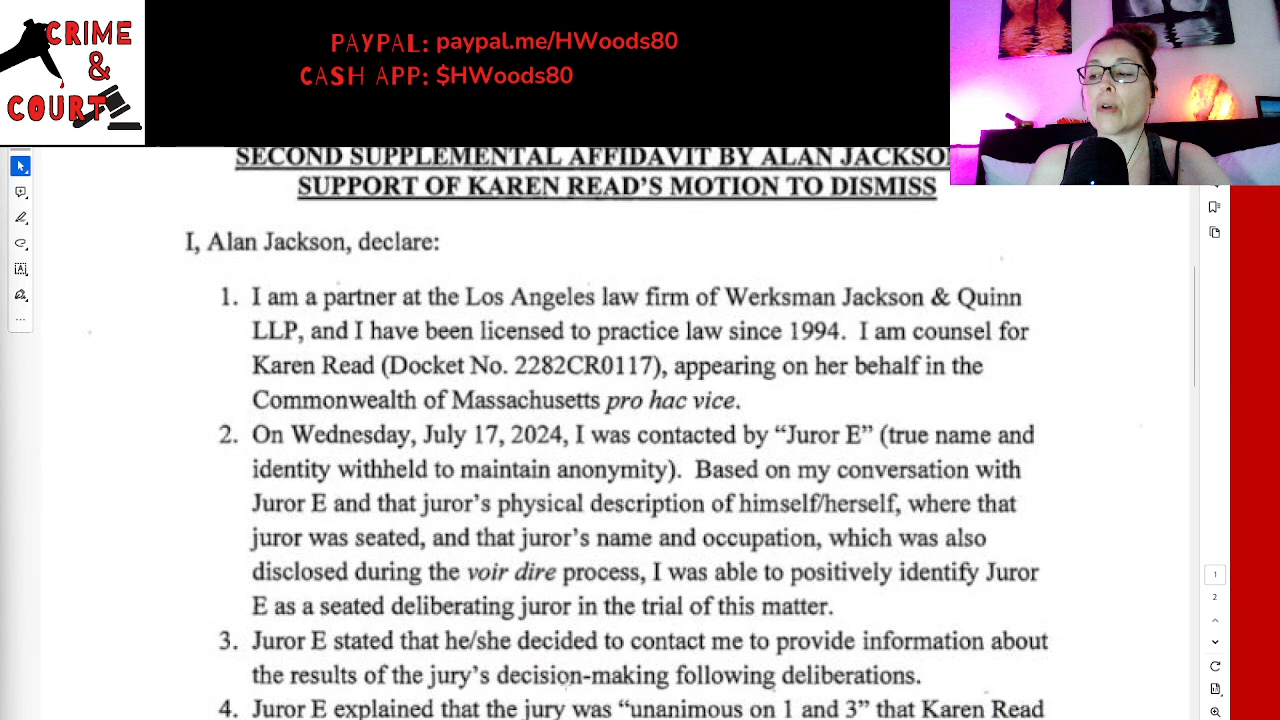 CRIME
&
COURT
PAYPAL: paypal.me/HWoods80
CASH APP: $HWoods80
SECOND SUPPLEMENTAL AFFIDAVIT BY ALAN JACKSO
SUPPORT OF KAREN READ'S MOTION TO DISMISS
I, Alan Jackson, declare:
1. I am a partner at the Los Angeles law firm of Werksman Jackson & Quinn
LLP, and I have been licensed to practice law since 1994. I am counsel for
Karen Read (Docket No. 2282CR0117), appearing on her behalf in the
Commonwealth of Massachusetts pro hac vice.
2. On Wednesday, July 17, 2024, I was contacted by “Juror E” (true name and
identity withheld to maintain anonymity). Based on my conversation with
Juror E and that juror's physical description of himself/herself, where that
juror was seated, and that juror's name and occupation, which was also
disclosed during the voir dire process, I was able to positively identify Juror
E as a seated deliberating juror in the trial of this matter.
3. Juror E stated that he/she decided to contact me to provide information about
the results of the jury's decision-making following deliberations.
4. Juror E explained that the jury was “unanimous on 1 and 3” that Karen Read
1
2